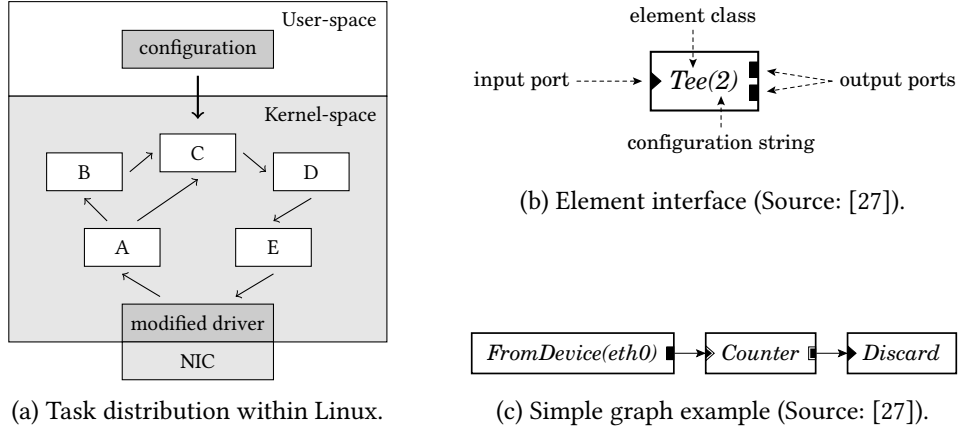 User-space
configuration
Kernel-space
C
B
D
A
E
modified driver
NIC
(a) Task distribution within Linux.
element class
input port
Tee(2)
output ports
configuration string
(b) Element interface (Source: [27]).
FromDevice(eth0)
Counter
Discard
(c) Simple graph example (Source: [27]).